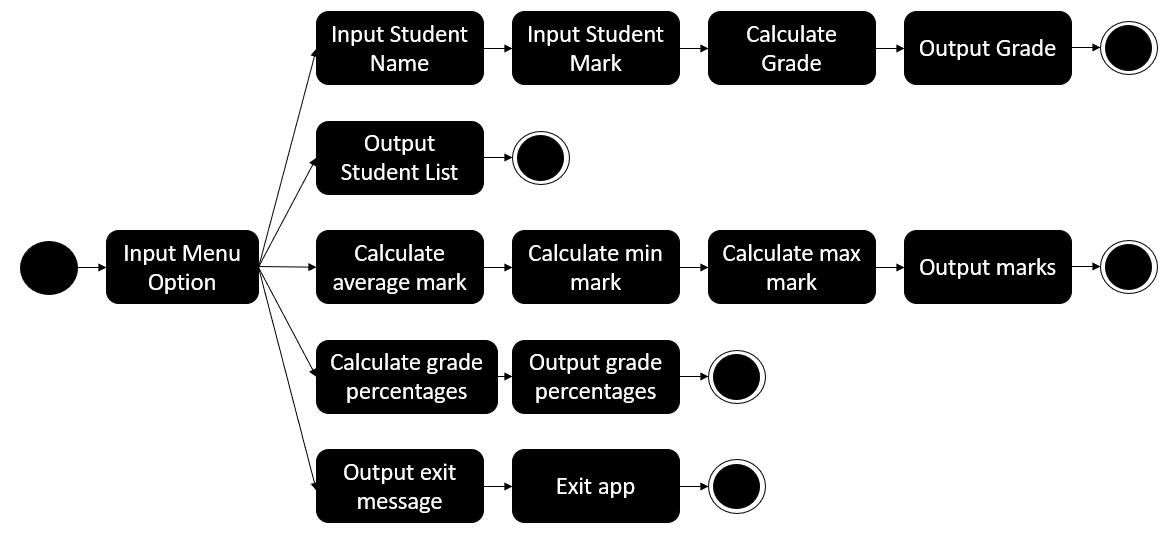 Input Student
Name
Input Student
Mark
Calculate
Grade
Output Grade
Output
Student List
Input Menu
Option
Calculate
average mark
Calculate min
mark
Calculate max
mark
Output marks
Calculate grade
percentages
Output grade
percentages
Output exit
message
Exit app